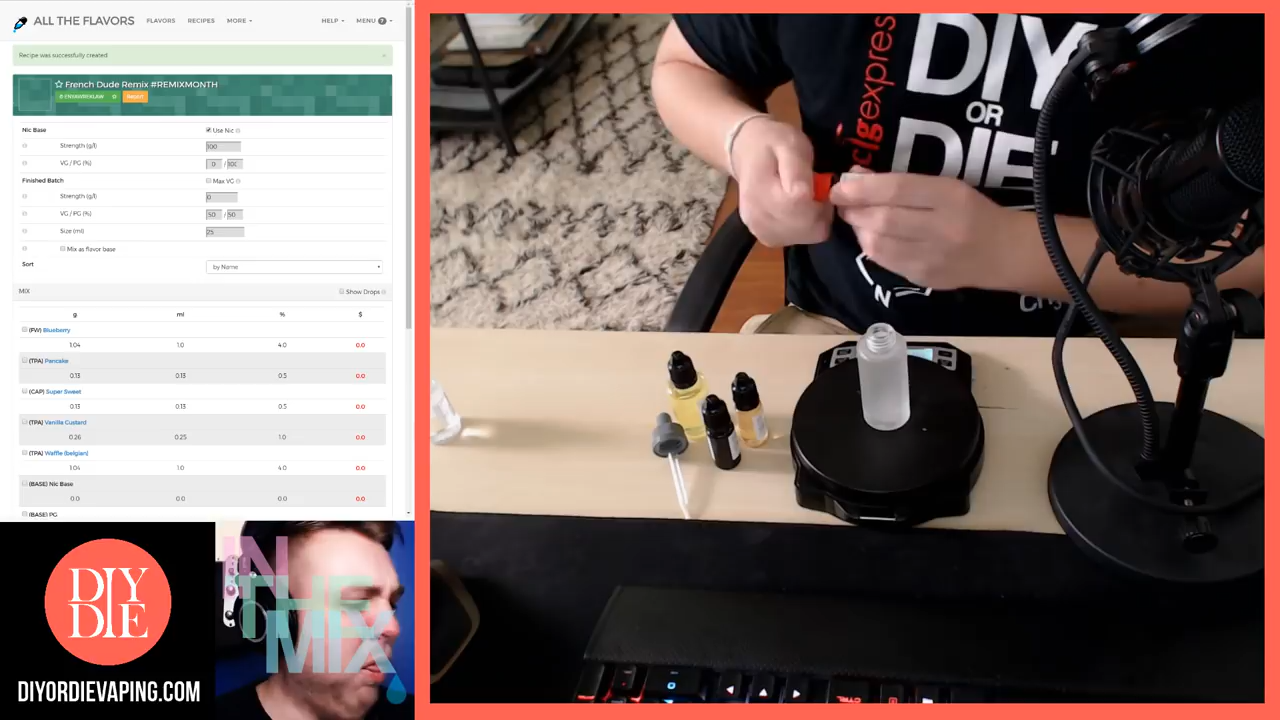 ALL THE FLAVORS
FLAVORS RECIPES MORE HELP MENU ?
Recipe was successfully created ×
French Dude Remix #REMIXMONTH
Nic Base Use Nic
Strength (g/l) 100
VG / PG (%) 0 / 100
Finished Batch Max VG
Strength (g/l) 0
VG / PG (%) 50 / 50
Size (ml) 25
Mix as flavor base
Sort by Name
MIX Show Drops
g ml % $
(FW) Blueberry
1.04 1.0 4.0 0.0
(TPA) Pancake
0.13 0.13 0.5 0.0
(CAP) Super Sweet
0.13 0.13 0.5 0.0
(TPA) Vanilla Custard
0.26 0.25 1.0 0.0
(TPA) Waffle (belgian)
1.04 1.0 4.0 0.0
(BASE) Nic Base
0.0 0.0 0.0 0.0
(BASE) PG
DIY
DIE
DIYORDIEVAPING.COM
IN
THE
MIX
cigexpres
DIY
OR
DIE
N